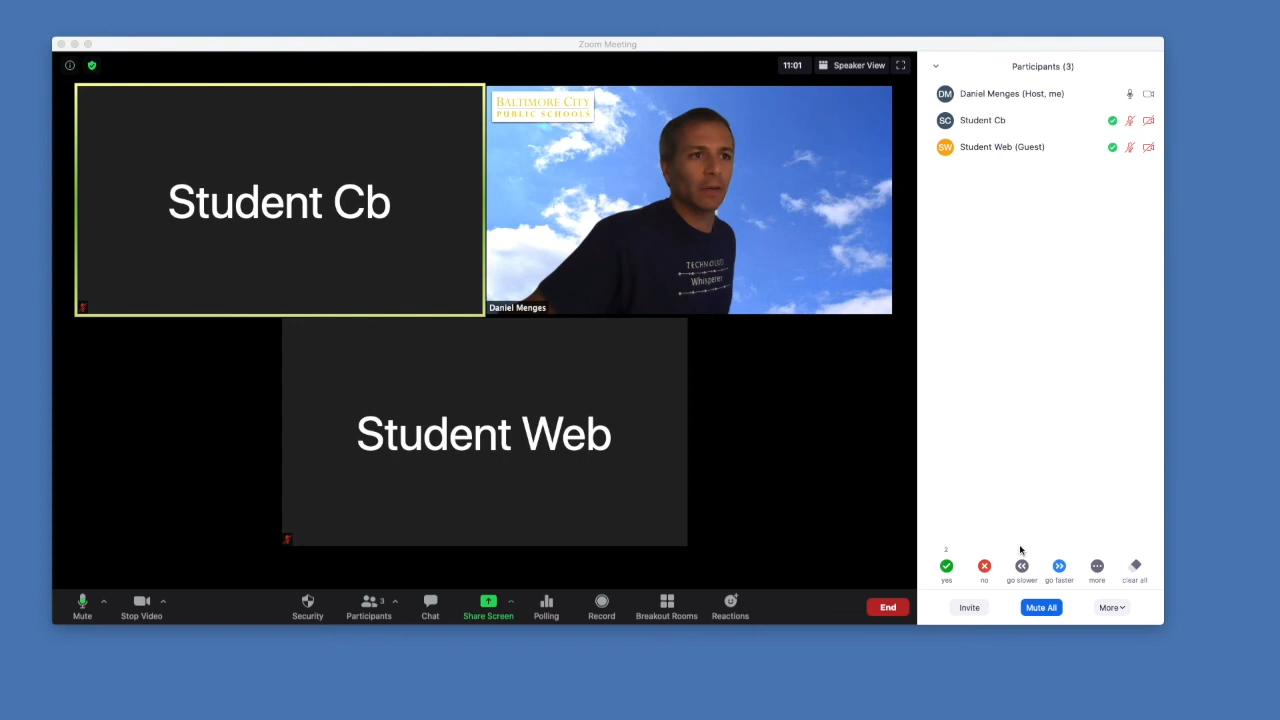 Zoom Meeting
11:01
Speaker View
Participants (3)
Student Cb
BALTIMORE CITY
PUBLIC SCHOOLS
TECHNOLOGY
Whisperer
Daniel Menges
Student Web
DM Daniel Menges (Host, me)
SC Student Cb
SW Student Web (Guest)
2
yes
no
go slower
go faster
more
clear all
Mute
Stop Video
Security
Participants
3
Chat
Share Screen
Polling
Record
Breakout Rooms
Reactions
End
Invite
Mute All
More